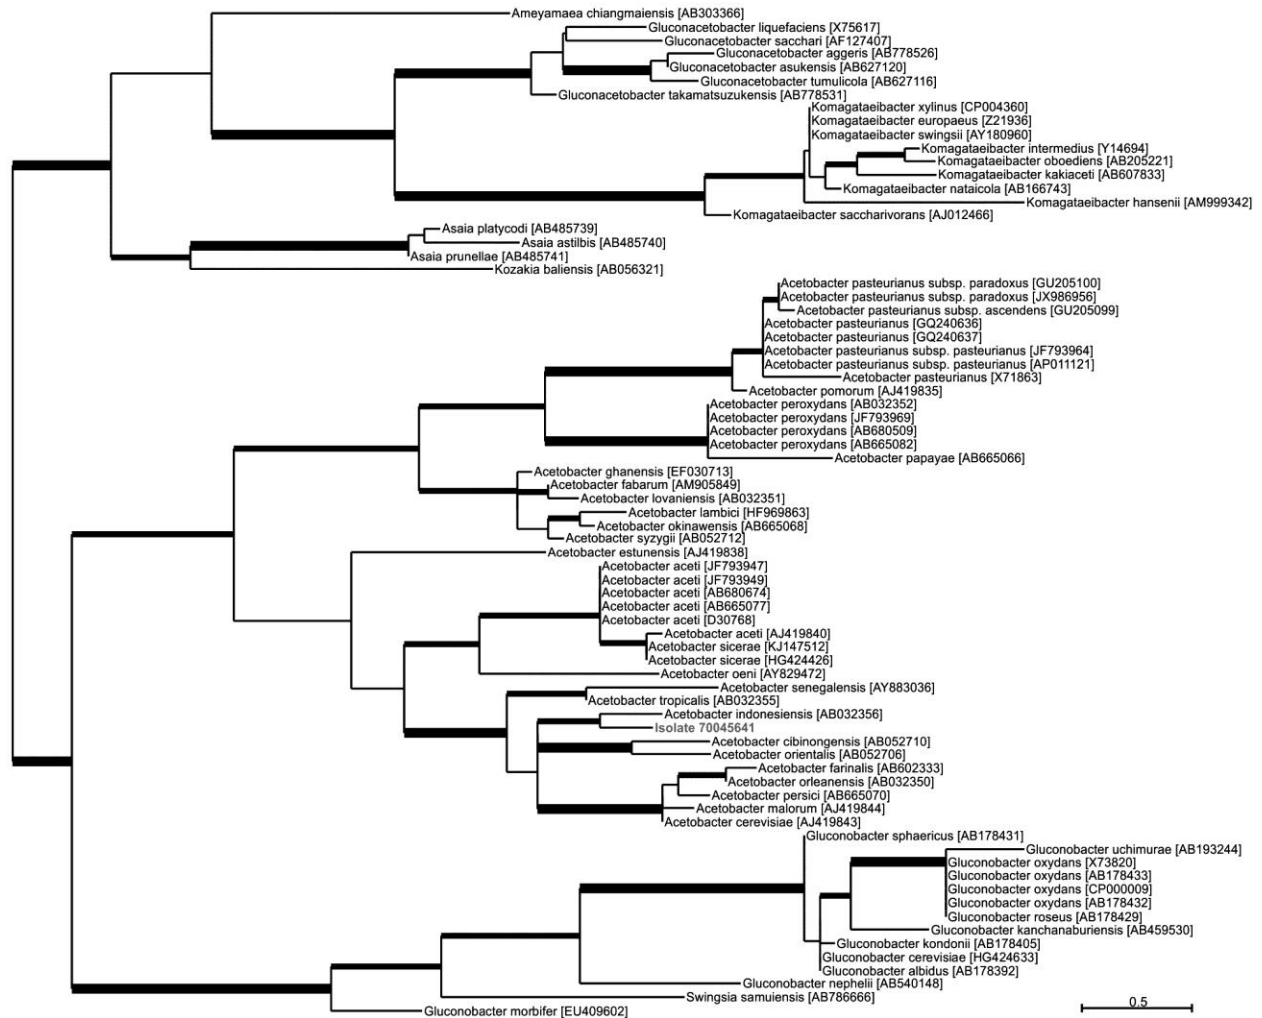 Ameyamaea chiangmaiensis [AB303366]
Gluconacetobacter liquefaciens [X75617]
Gluconacetobacter sacchari [AF127407]
Gluconacetobacter aggeris [AB778526]
Gluconacetobacter asukensis [AB627120]
Gluconacetobacter tumulicola [AB627116]
Gluconacetobacter takamatsuzukensis [AB778531]
Komagataeibacter xylinus [CP004360]
Komagataeibacter europaeus [Z21936]
Komagataeibacter swingsii [AY180960]
Komagataeibacter intermedius [Y14694]
Komagataeibacter oboediens [AB205221]
Komagataeibacter kakiaceti [AB607833]
Komagataeibacter nataicola [AB166743]
Komagataeibacter hansenii [AM999342]
Komagataeibacter saccharivorans [AJ012466]
Asaia platycodi [AB485739]
Asaia astilbis [AB485740]
Asaia prunellae [AB485741]
Kozakia baliensis [AB056321]
Acetobacter pasteurianus subsp. paradoxus [GU205100]
Acetobacter pasteurianus subsp. paradoxus [JX986956]
Acetobacter pasteurianus subsp. ascendens [GU205099]
Acetobacter pasteurianus [GQ240636]
Acetobacter pasteurianus [GQ240637]
Acetobacter pasteurianus subsp. pasteurianus [JF793964]
Acetobacter pasteurianus subsp. pasteurianus [AP011121]
Acetobacter pasteurianus [X71863]
Acetobacter pomorum [AJ419835]
Acetobacter peroxydans [AB032352]
Acetobacter peroxydans [JF793969]
Acetobacter peroxydans [AB680509]
Acetobacter peroxydans [AB665082]
Acetobacter papayae [AB665066]
Acetobacter ghanensis [EF030713]
Acetobacter fabarum [AM905849]
Acetobacter lovaniensis [AB032351]
Acetobacter lambici [HF969863]
Acetobacter okinawensis [AB665068]
Acetobacter syzygii [AB052712]
Acetobacter estunensis [AJ419838]
Acetobacter aceti [JF793947]
Acetobacter aceti [JF793949]
Acetobacter aceti [AB680674]
Acetobacter aceti [AB665077]
Acetobacter aceti [D30768]
Acetobacter aceti [AJ419840]
Acetobacter sicerae [KJ147512]
Acetobacter sicerae [HG424426]
Acetobacter oeni [AY829472]
Acetobacter senegalensis [AY883036]
Acetobacter tropicalis [AB032355]
Acetobacter indonesiensis [AB032356]
Isolate 70045641
Acetobacter cibinongensis [AB052710]
Acetobacter orientalis [AB052706]
Acetobacter farinalis [AB602333]
Acetobacter orleanensis [AB032350]
Acetobacter persici [AB665070]
Acetobacter malorum [AJ419844]
Acetobacter cerevisiae [AJ419843]
Gluconobacter sphaericus [AB178431]
Gluconobacter uchimurae [AB193244]
Gluconobacter oxydans [X73820]
Gluconobacter oxydans [AB178433]
Gluconobacter oxydans [CP000009]
Gluconobacter oxydans [AB178432]
Gluconobacter roseus [AB178429]
Gluconobacter kanchanaburiensis [AB459530]
Gluconobacter kondonii [AB178405]
Gluconobacter cerevisiae [HG424633]
Gluconobacter albidus [AB178392]
Gluconobacter nephelii [AB540148]
Swingsia samuiensis [AB786666]
Gluconobacter morbifer [EU409602]
0.5